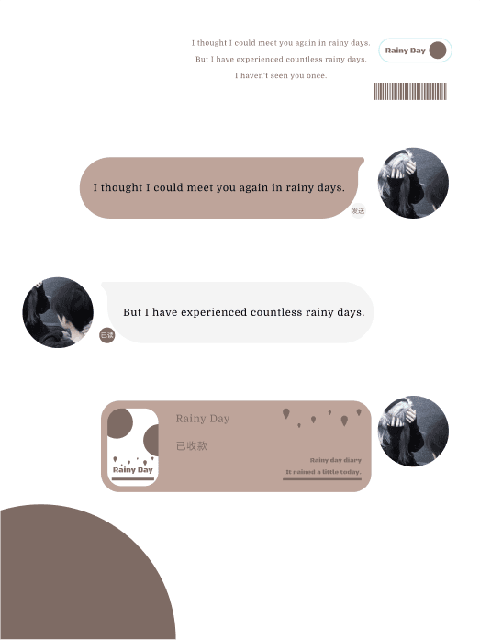 I thought I could meet you again in rainy days.
But I have experienced countless rainy days.
I haven't seen you once.
Rainy Day
I thought I could meet you again in rainy days.
发送
But I have experienced countless rainy days.
已读
Rainy Day
已收款
Rainy Day
Rainy day diary
It rained a little today.